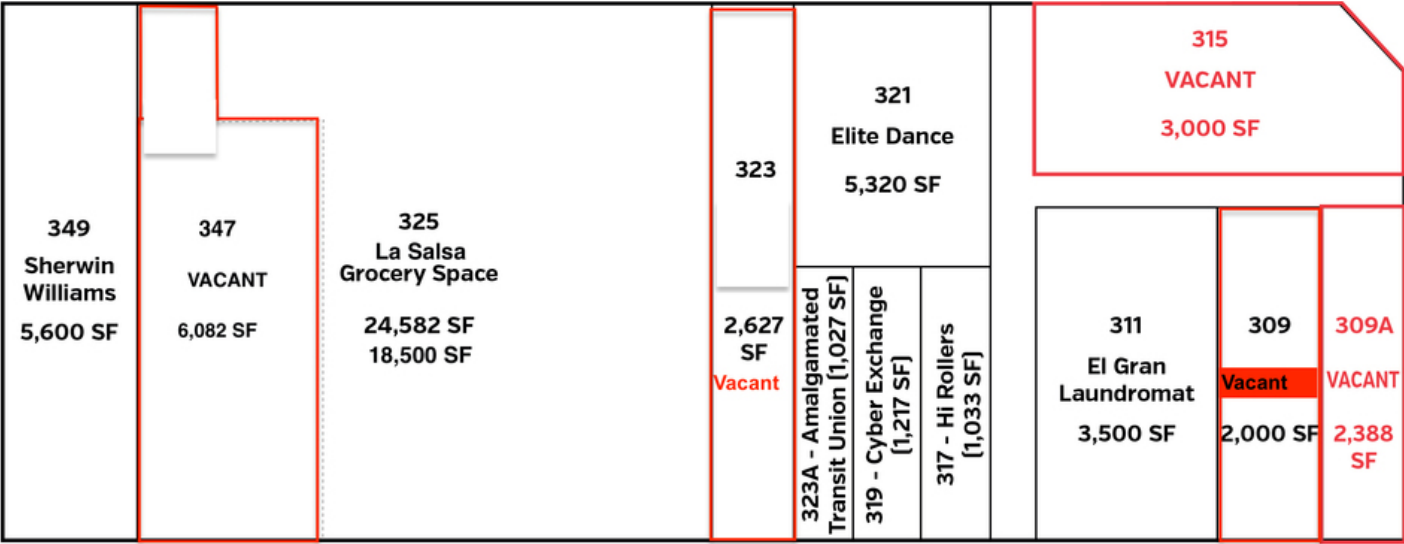 349
Sherwin
Williams
5,600 SF
347
VACANT
6,082 SF
325
La Salsa
Grocery Space
24,582 SF
18,500 SF
323
2,627
SF
Vacant
321
Elite Dance
5,320 SF
323A - Amalgamated
Transit Union (1,027 SF)
319 - Cyber Exchange
(1,217 SF)
317 - Hi Rollers
(1,033 SF)
315
VACANT
3,000 SF
311
El Gran
Laundromat
3,500 SF
309
Vacant
2,000 SF
309A
VACANT
2,388
SF